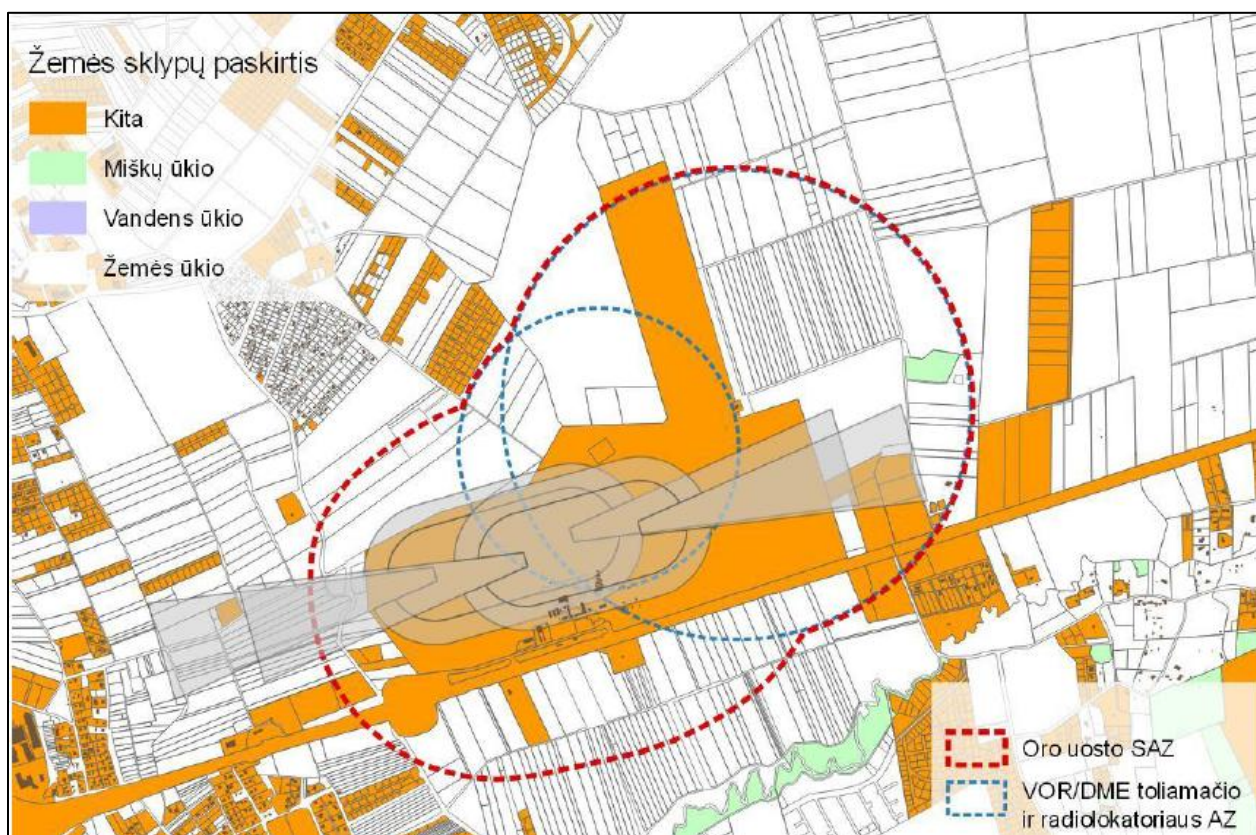 Žemės sklypų paskirtis
Kita
Miškų ūkio
Vandens ūkio
Žemės ūkio
Oro uosto SAZ
VOR/DME toliamačio
ir radiolokatoriaus AZ